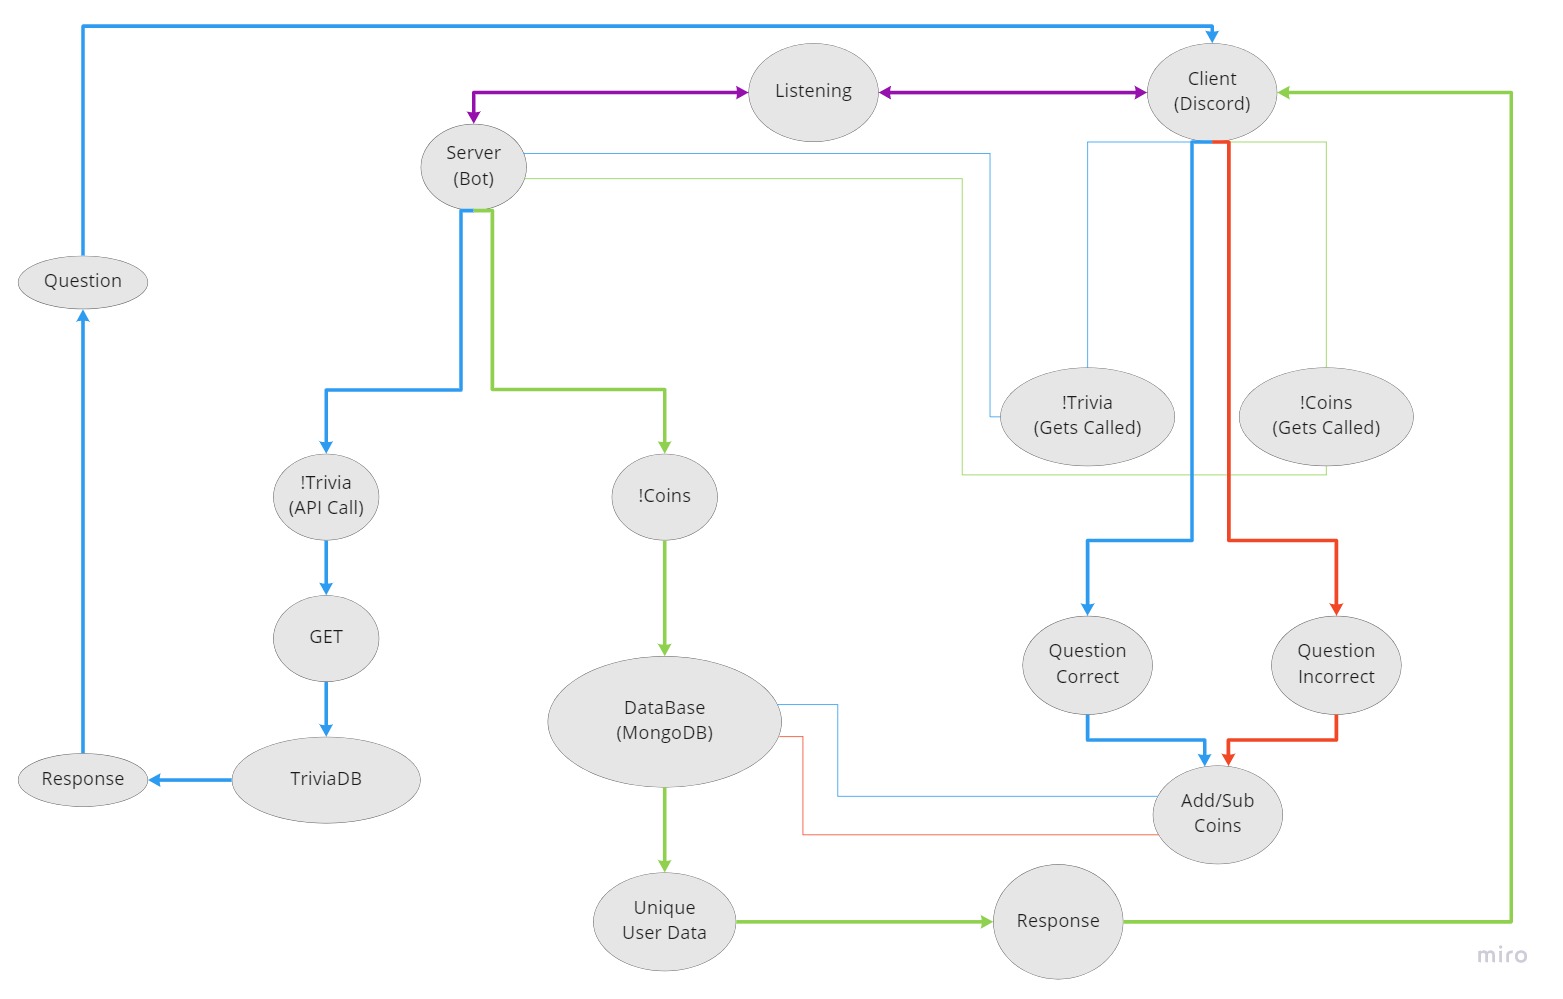 Listening
Client
(Discord)
Server
(Bot)
Question
!Trivia
(Gets Called)
!Coins
(Gets Called)
!Trivia
(API Call)
!Coins
GET
Question
Correct
Question
Incorrect
DataBase
(MongoDB)
Response
TriviaDB
Add/Sub
Coins
Unique
User Data
Response
miro